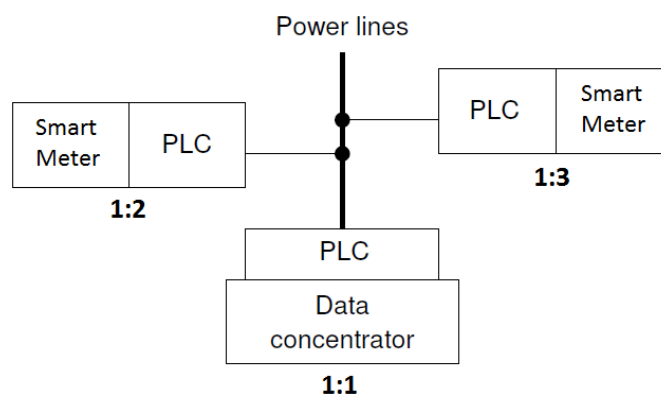 Power lines
Smart
Meter
PLC
1:2
PLC
Smart
Meter
1:3
PLC
Data
concentrator
1:1